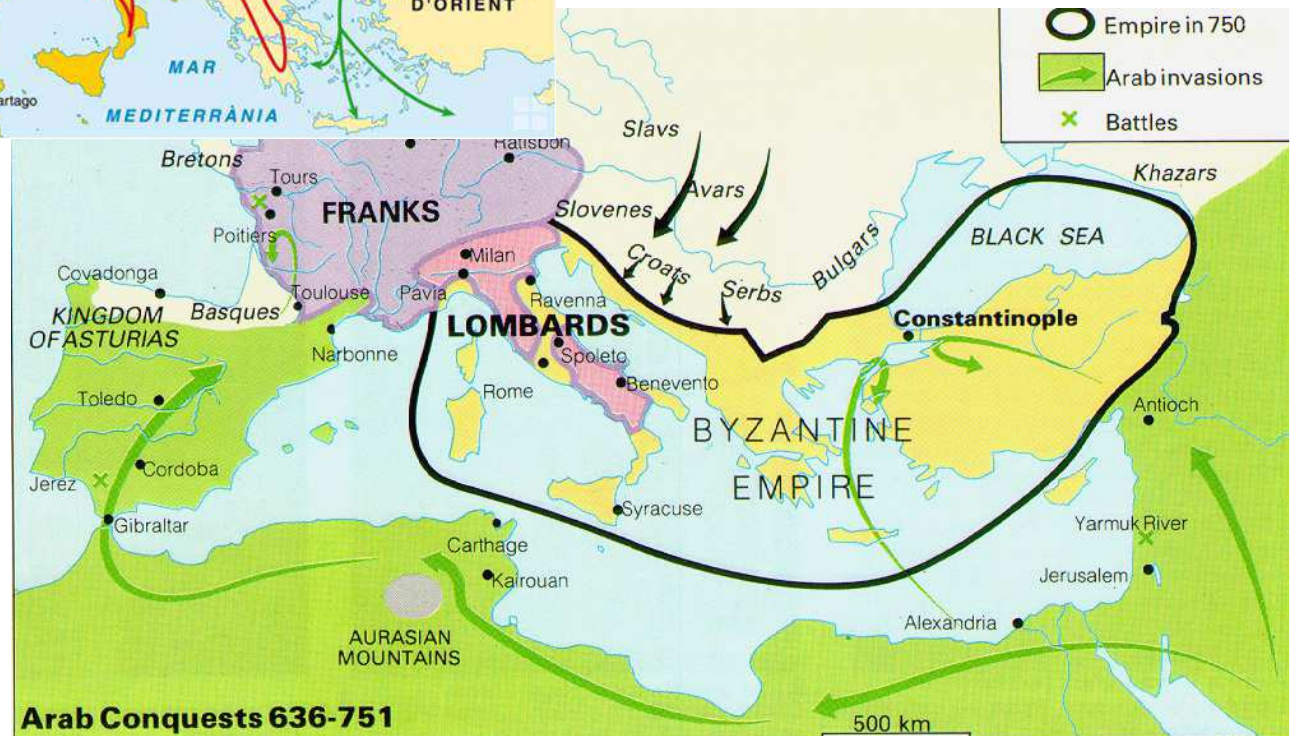 D'ORIENT
MAR
MEDITERRÀNIA
artago
Empire in 750
Arab invasions
Battles
Slavs
Bretons
Ratisbon
Khazars
Tours
Avars
FRANKS
Slovenes
Poitiers
BLACK SEA
Milan
Croats
Bulgars
Covadonga
Serbs
Toulouse
Pavia
Ravenna
KINGDOM
OF ASTURIAS
Basques
LOMBARDS
Constantinople
Narbonne
Spoleto
Rome
Benevento
Toledo
Antioch
BYZANTINE
EMPIRE
Cordoba
Jerez
Syracuse
Gibraltar
Yarmuk River
Carthage
Kairouan
Jerusalem
Alexandria
AURASIAN
MOUNTAINS
Arab Conquests 636-751
500 km